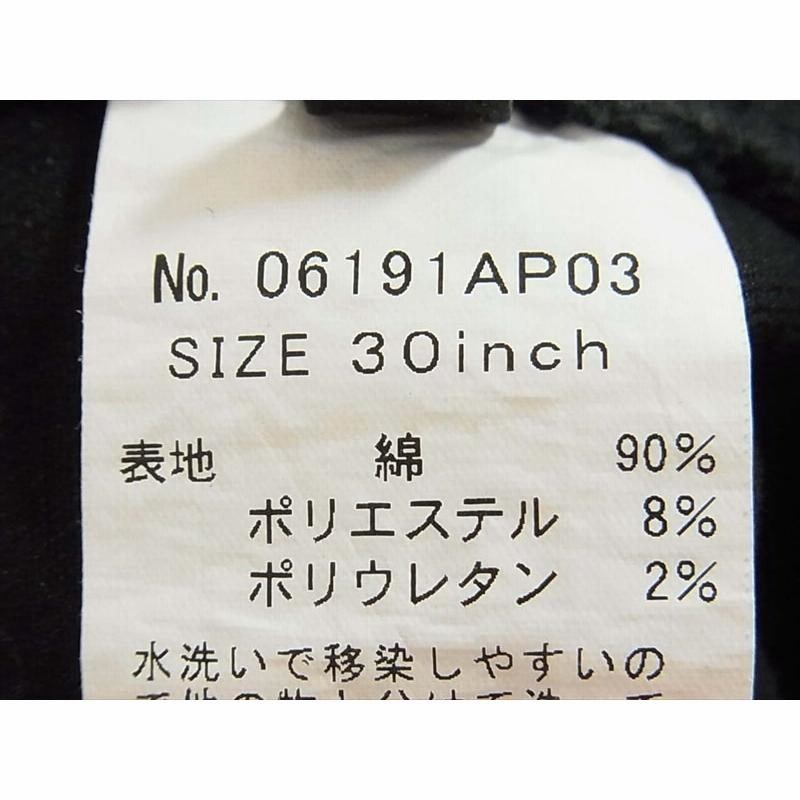 No. 06191AP03
SIZE 30inch
表地 綿 90%
ポリエステル 8%
ポリウレタン 2%
水洗いで移染しやすいの